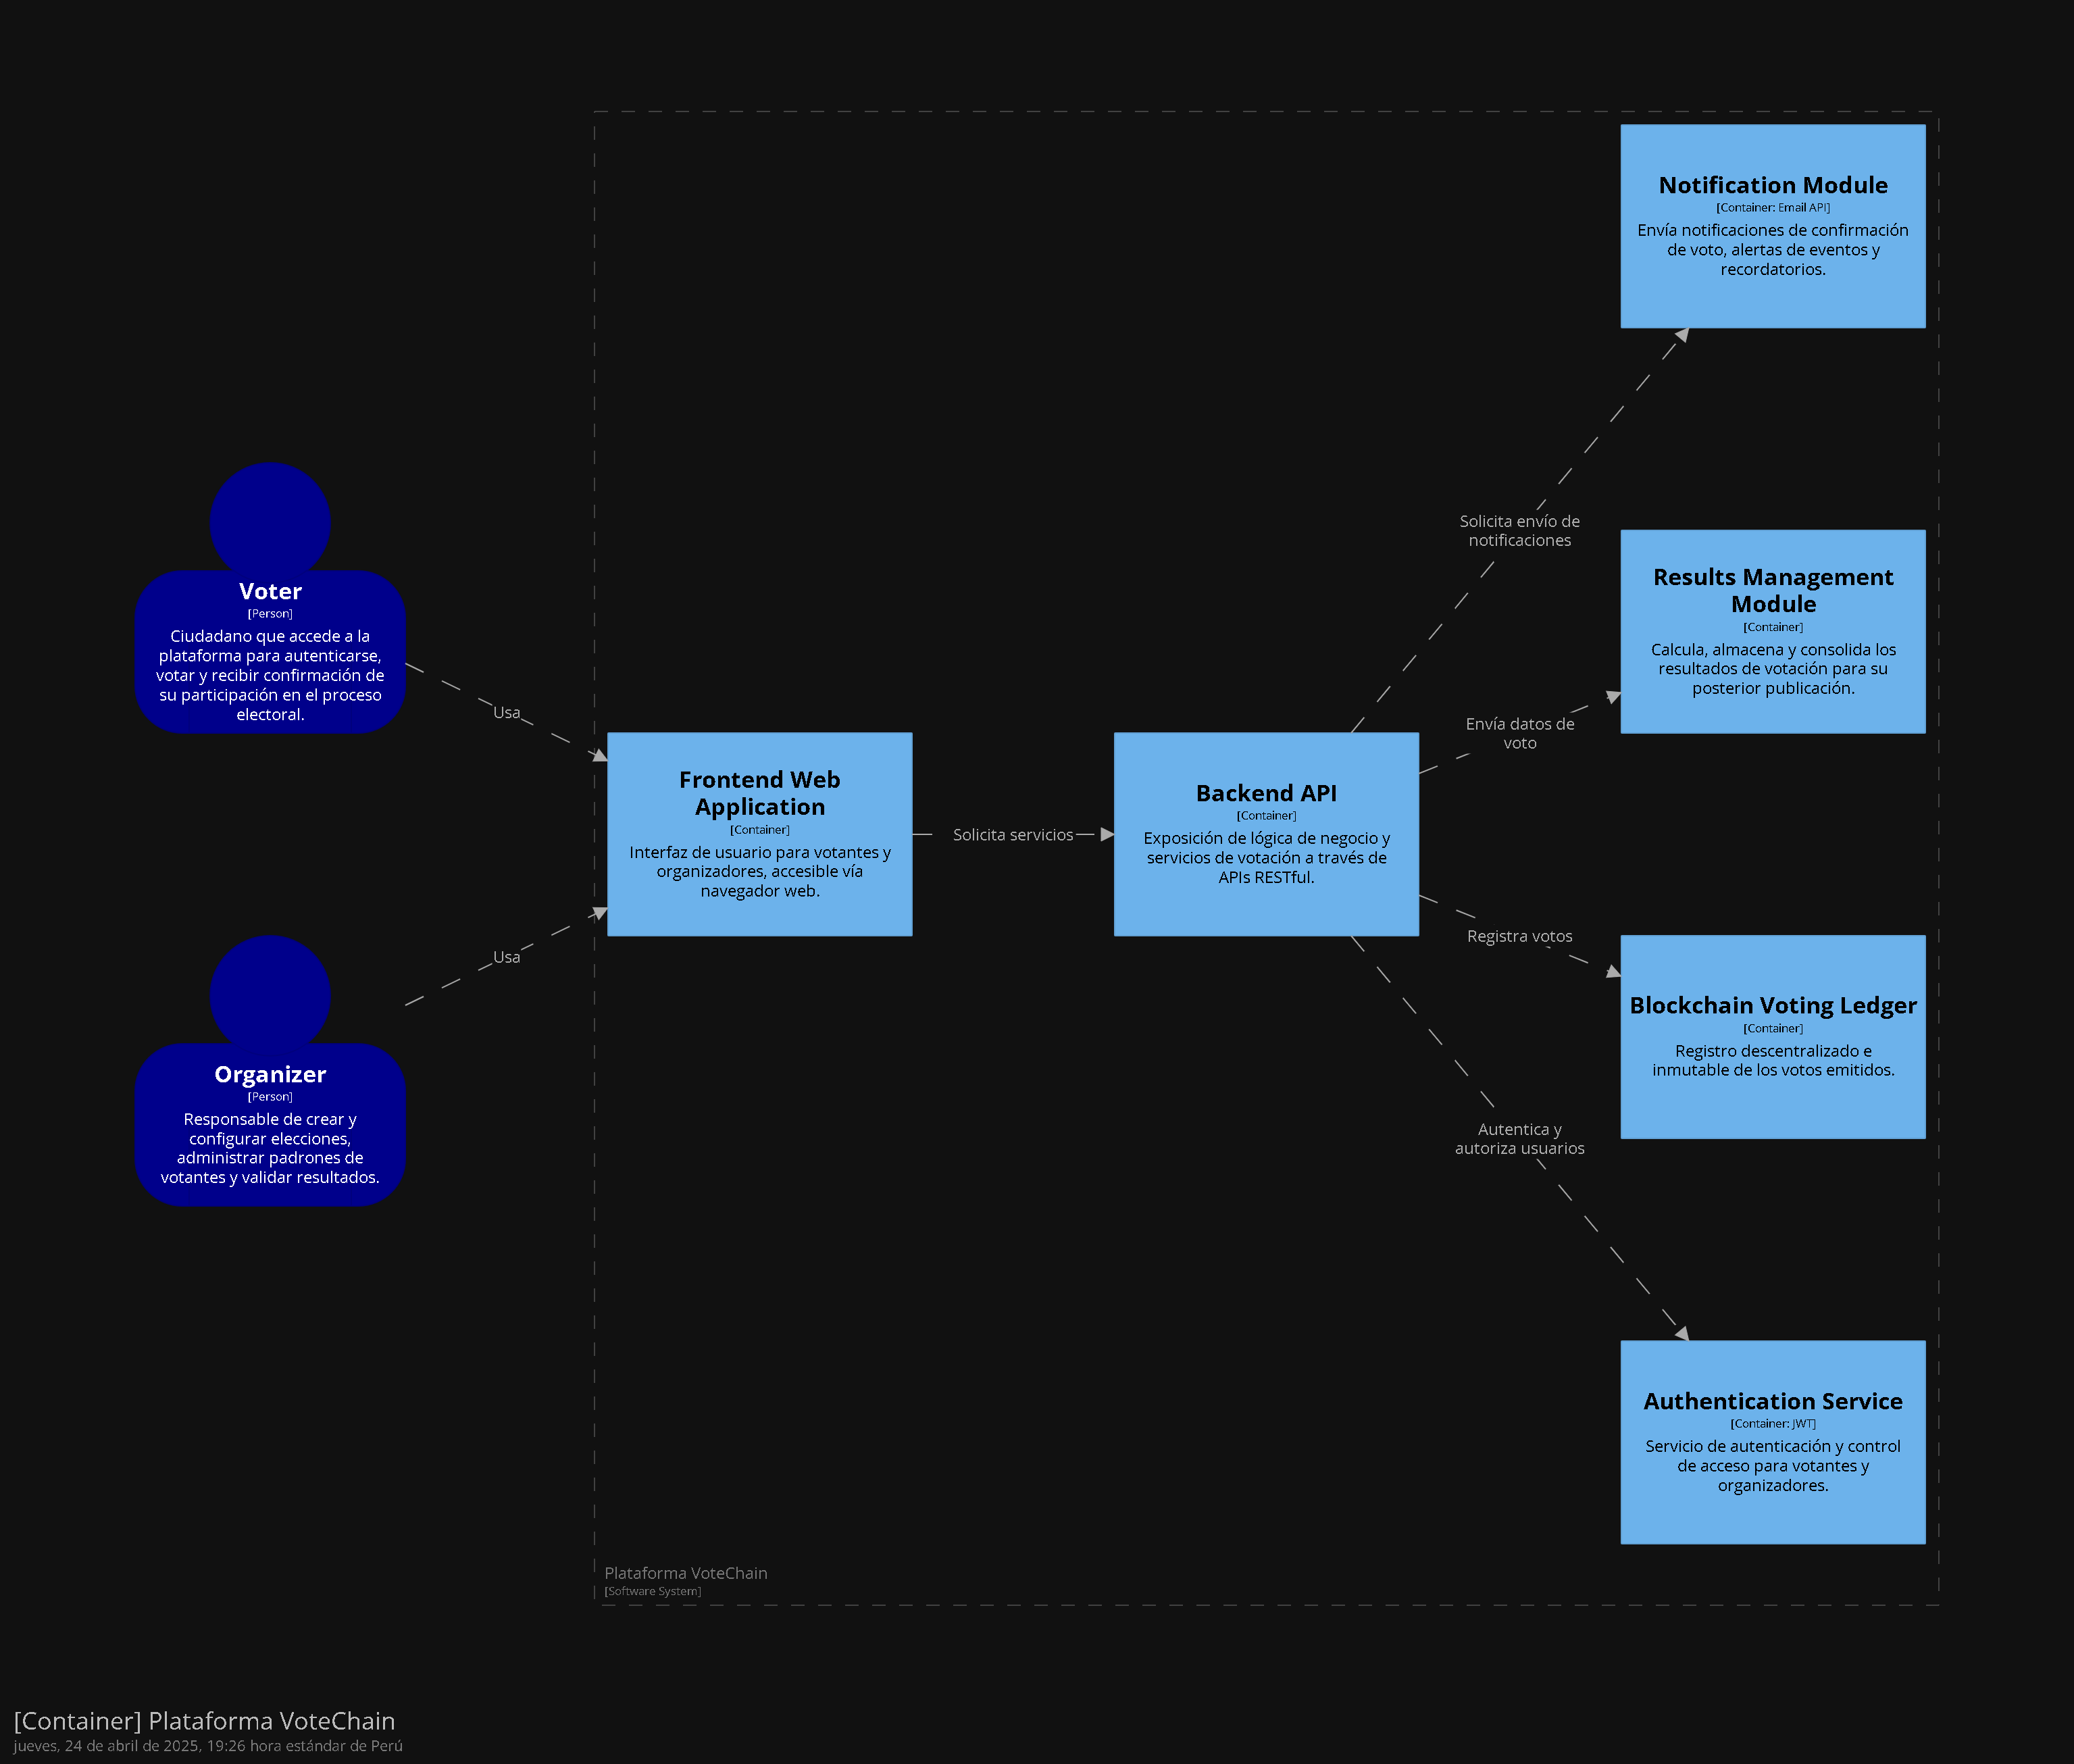 Notification Module
[Container: Email API]
Envía notificaciones de confirmación
de voto, alertas de eventos y
recordatorios.
Solicita envío de
notificaciones
Voter
[Person]
Ciudadano que accede a la
plataforma para autenticarse,
votar y recibir confirmación de
su participación en el proceso
electoral.
Results Management
Module
[Container]
Calcula, almacena y consolida los
resultados de votación para su
posterior publicación.
Usa
Envía datos de
voto
Frontend Web
Application
[Container]
Interfaz de usuario para votantes y
organizadores, accesible vía
navegador web.
Solicita servicios
Backend API
[Container]
Exposición de lógica de negocio y
servicios de votación a través de
APIs RESTful.
Registra votos
Usa
Blockchain Voting Ledger
[Container]
Registro descentralizado e
inmutable de los votos emitidos.
Organizer
[Person]
Responsable de crear y
configurar elecciones,
administrar padrones de
votantes y validar resultados.
Autentica y
autoriza usuarios
Authentication Service
[Container: JWT]
Servicio de autenticación y control
de acceso para votantes y
organizadores.
Plataforma VoteChain
[Software System]
[Container] Plataforma VoteChain
jueves, 24 de abril de 2025, 19:26 hora estándar de Perú